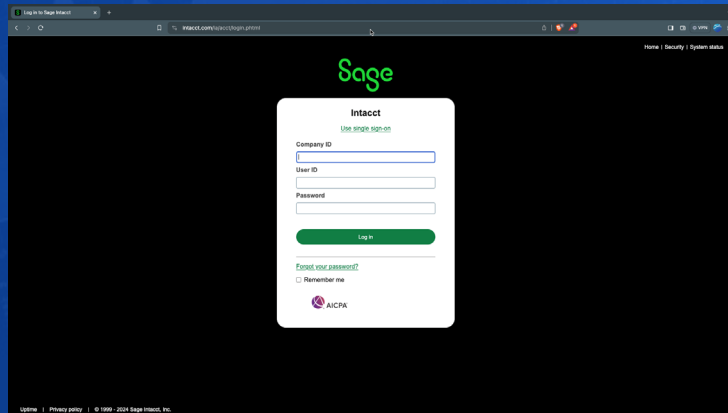 Log in to Sage Intacct
intacct.com/ia/acct/login.phtml
VPN
Home | Security | System status
Sage
Intacct
Use single sign-on
Company ID
User ID
Password
Log in
Forgot your password?
Remember me
AICPA
Uptime | Privacy policy | © 1999 - 2024 Sage Intacct, Inc.